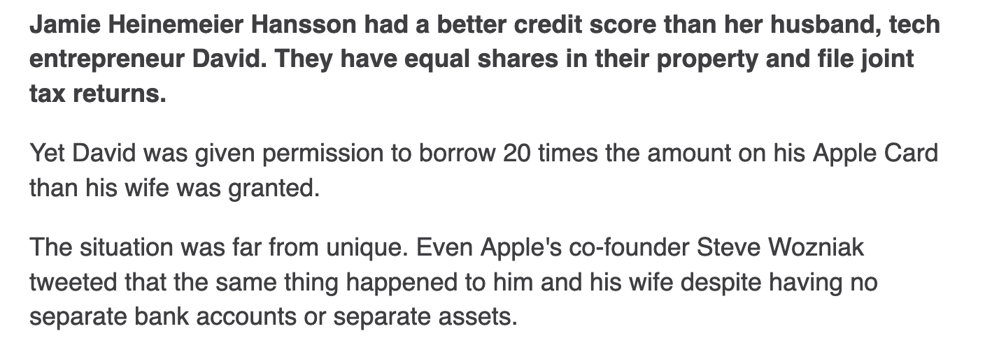 Jamie Heinemeier Hansson had a better credit score than her husband, tech
entrepreneur David. They have equal shares in their property and file joint
tax returns.
Yet David was given permission to borrow 20 times the amount on his Apple Card
than his wife was granted.
The situation was far from unique. Even Apple's co-founder Steve Wozniak
tweeted that the same thing happened to him and his wife despite having no
separate bank accounts or separate assets.